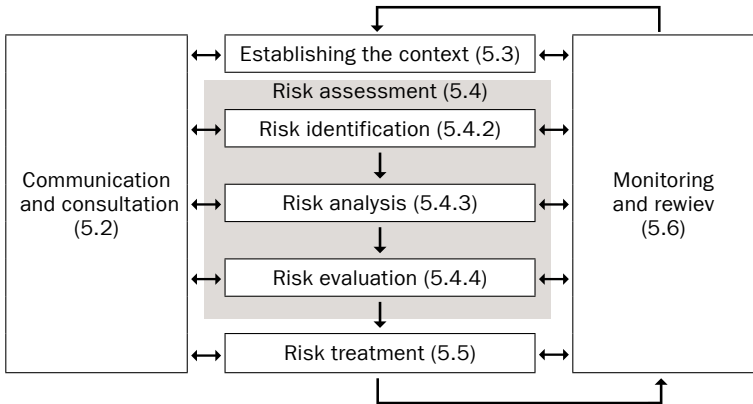 Establishing the context (5.3)
Risk assessment (5.4)
Risk identification (5.4.2)
Communication
and consultation
(5.2)
Risk analysis (5.4.3)
Monitoring
and rewiev
(5.6)
Risk evaluation (5.4.4)
Risk treatment (5.5)